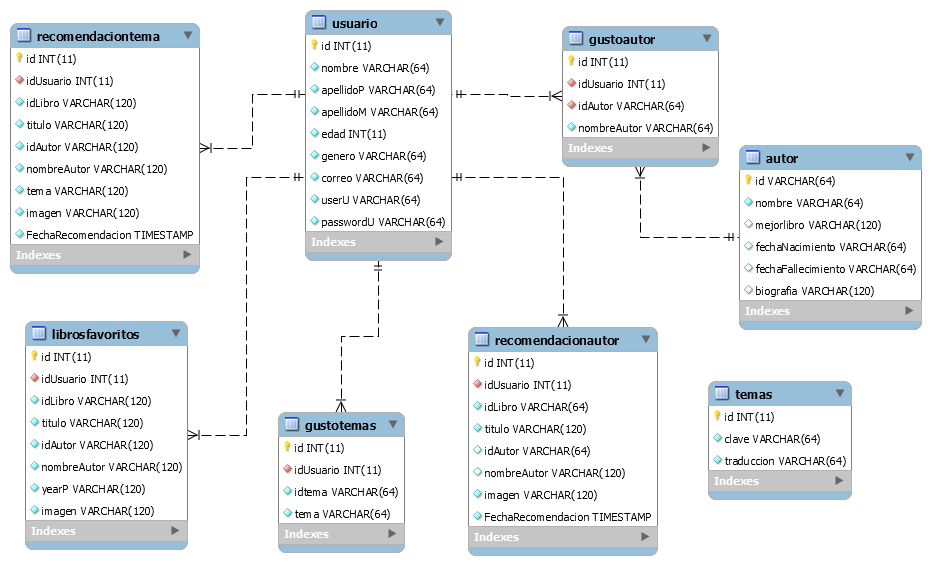 recomendaciontema
id INT(11)
idUsuario INT(11)
idLibro VARCHAR(120)
titulo VARCHAR(120)
idAutor VARCHAR(120)
nombreAutor VARCHAR(120)
tema VARCHAR(120)
imagen VARCHAR(120)
FechaRecomendacion TIMESTAMP
Indexes
usuario
id INT(11)
nombre VARCHAR(64)
apellidoP VARCHAR(64)
apellidoM VARCHAR(64)
edad INT(11)
genero VARCHAR(64)
correo VARCHAR(64)
userU VARCHAR(64)
passwordU VARCHAR(64)
Indexes
gustoautor
id INT(11)
idUsuario INT(11)
idAutor VARCHAR(64)
nombreAutor VARCHAR(64)
Indexes
autor
id VARCHAR(64)
nombre VARCHAR(64)
mejorlibro VARCHAR(120)
fechaNacimiento VARCHAR(64)
fechaFallecimiento VARCHAR(64)
biografia VARCHAR(120)
Indexes
librosfavoritos
id INT(11)
idUsuario INT(11)
idLibro VARCHAR(120)
titulo VARCHAR(120)
idAutor VARCHAR(120)
nombreAutor VARCHAR(120)
yearP VARCHAR(120)
imagen VARCHAR(120)
Indexes
gustotemas
id INT(11)
idUsuario INT(11)
idtema VARCHAR(64)
tema VARCHAR(64)
Indexes
recomendacionautor
id INT(11)
idUsuario INT(11)
idLibro VARCHAR(64)
titulo VARCHAR(120)
idAutor VARCHAR(64)
nombreAutor VARCHAR(120)
imagen VARCHAR(120)
FechaRecomendacion TIMESTAMP
Indexes
temas
id INT(11)
clave VARCHAR(64)
traduccion VARCHAR(64)
Indexes